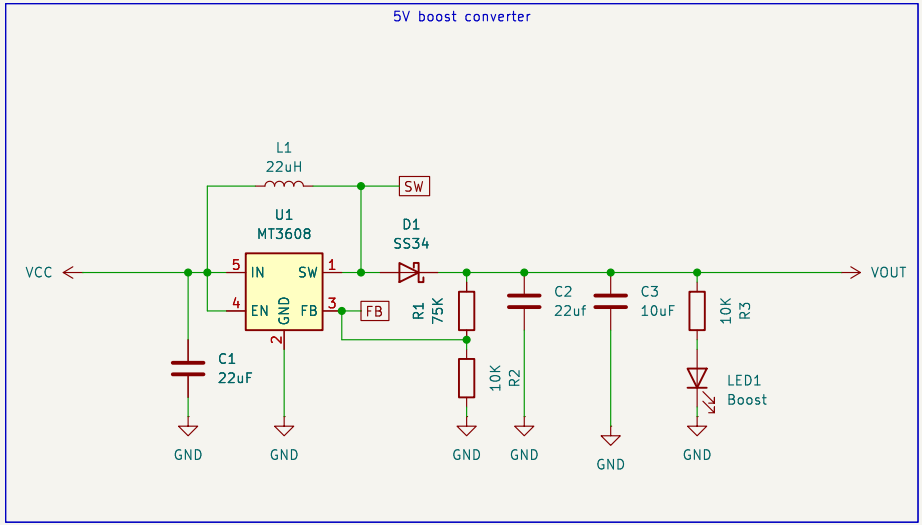 5V boost converter
L1
22uH
SW
U1
MT3608
D1
SS34
VCC
5
IN
SW
1
VOUT
4
EN
GND
FB
3
FB
2
R1
75K
C2
22uf
C3
10uF
10K
R3
C1
22uF
10K
R2
LED1
Boost
GND
GND
GND
GND
GND
GND